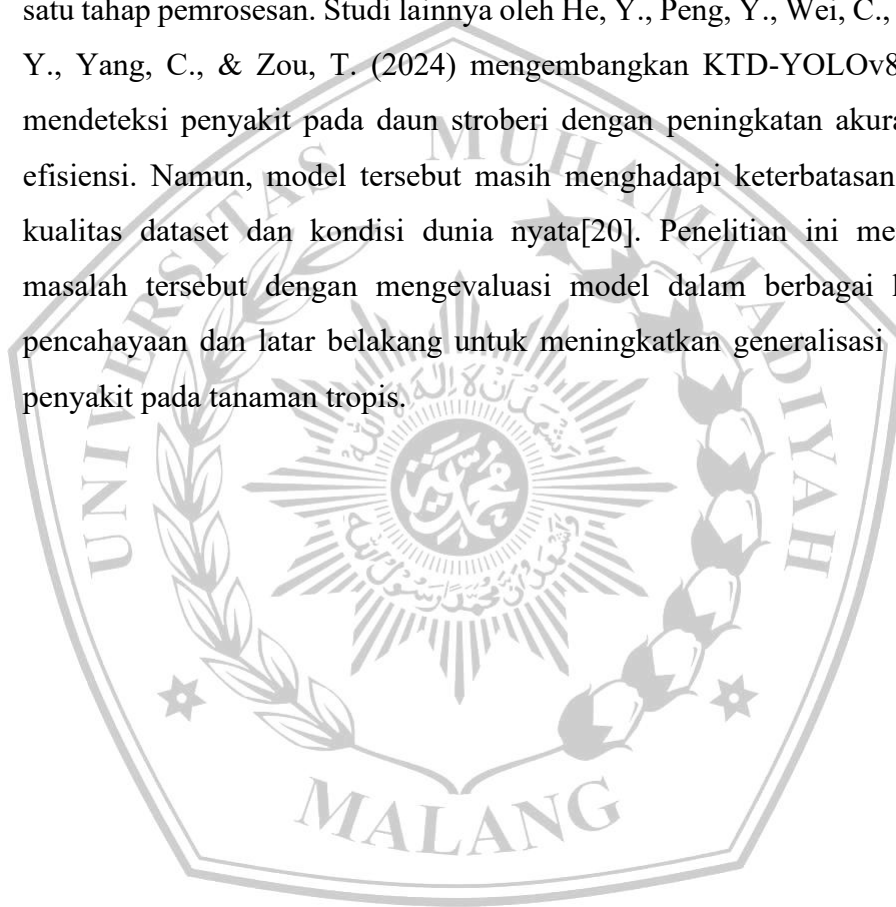 satu tahap pemrosesan. Studi lainnya oleh He, Y., Peng, Y., Wei, C.,
Y., Yang, C., & Zou, T. (2024) mengembangkan KTD-YOLOv8
mendeteksi penyakit pada daun stroberi dengan peningkatan
efisiensi. Namun, model tersebut masih menghadapi keterbatasan
kualitas dataset dan kondisi dunia nyata[20]. Penelitian ini
masalah tersebut dengan mengevaluasi model dalam berbagai
pencahayaan dan latar belakang untuk meningkatkan generalisasi
penyakit pada tanaman tropis.
UNIVERSITAS MUHAMMADIYAH
MALANG